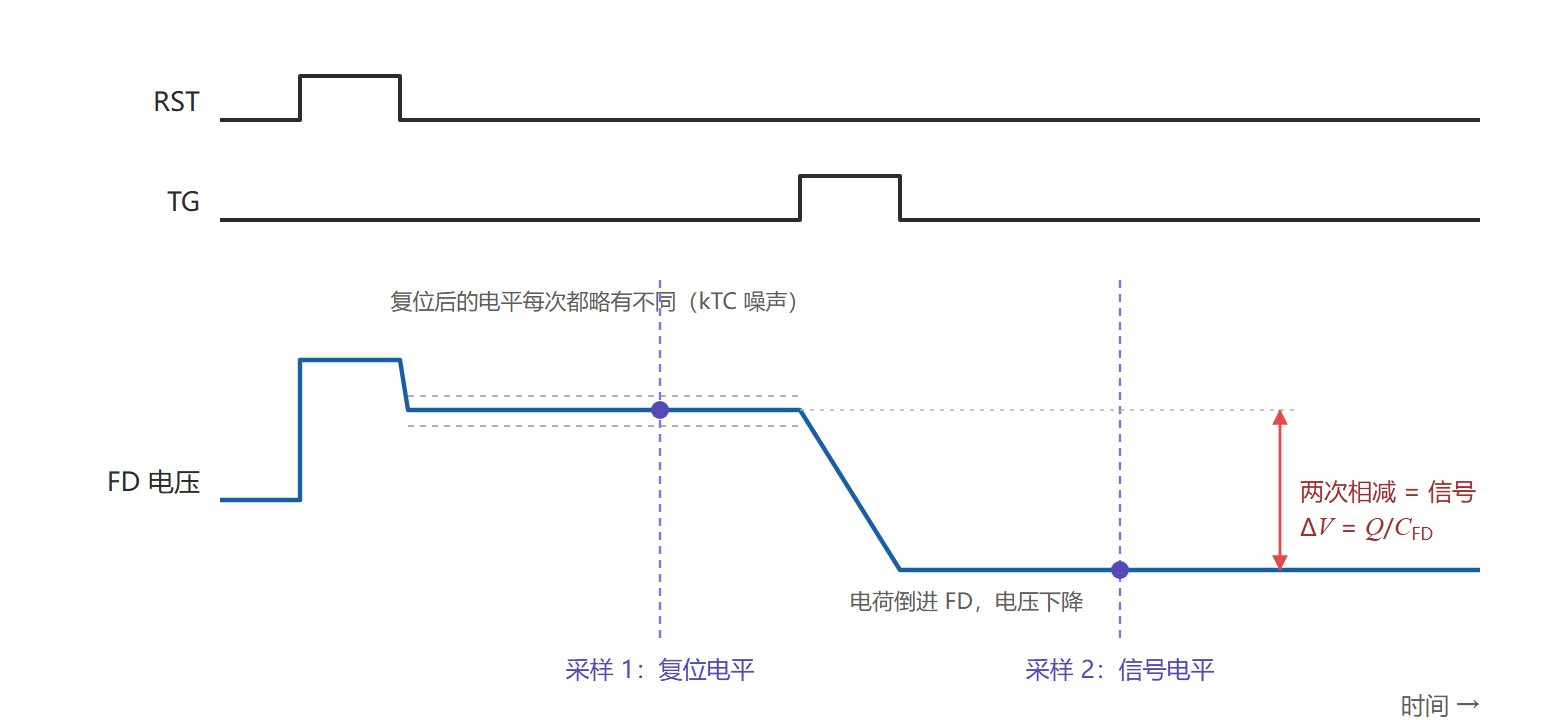 RST
TG
复位后的电平每次都略有不同（kTC 噪声）
FD 电压
两次相减 = 信号
ΔV = Q/C_FD
电荷倒进 FD，电压下降
采样 1：复位电平
采样 2：信号电平
时间 →